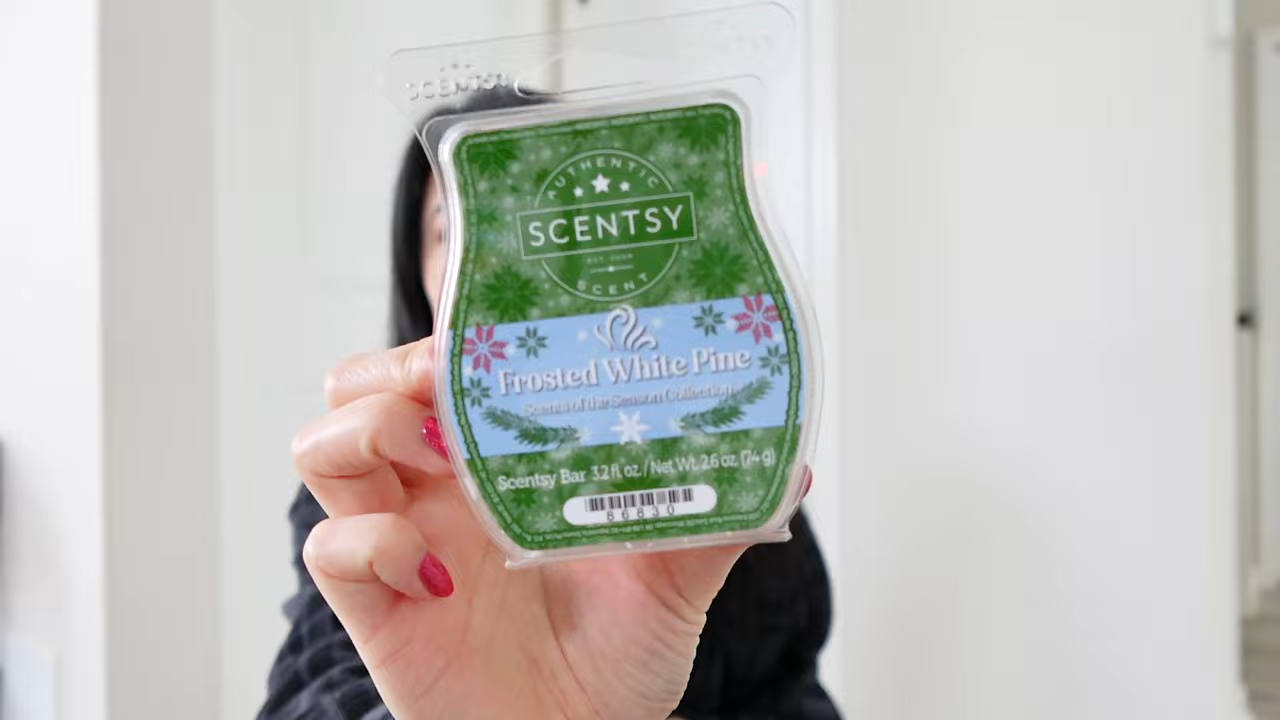 SCENTSY
AUTHENTIC
SCENTSY
SCENT
Frosted White Pine
Scents of the Season Collection
Scentsy Bar 3.2 fl. oz. / Net Wt. 2.6 oz. (74 g)
86830